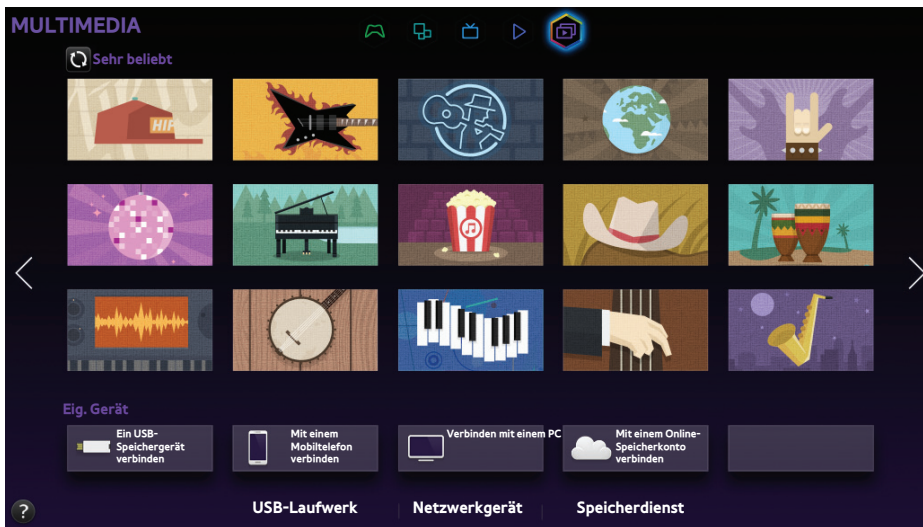 MULTIMEDIA
Sehr beliebt
HIP
Eig. Gerät
Ein USB-
Speichergerät
verbinden
Mit einem
Mobiltelefon
verbinden
Verbinden mit einem PC
Mit einem Online-
Speicherkonto
verbinden
?
USB-Laufwerk
Netzwerkgerät
Speicherdienst